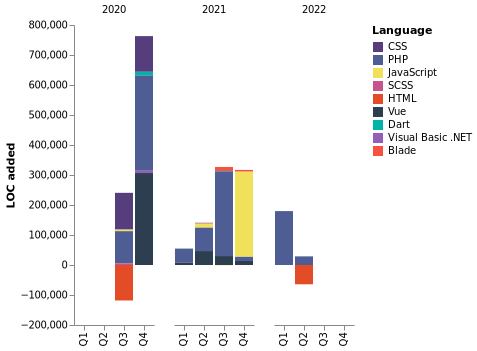 2020 2021 2022
800,000
700,000
600,000
500,000
400,000
300,000
200,000
100,000
0
−100,000
−200,000
LOC added
Q1 Q2 Q3 Q4 Q1 Q2 Q3 Q4 Q1 Q2 Q3 Q4
Language
CSS
PHP
JavaScript
SCSS
HTML
Vue
Dart
Visual Basic .NET
Blade